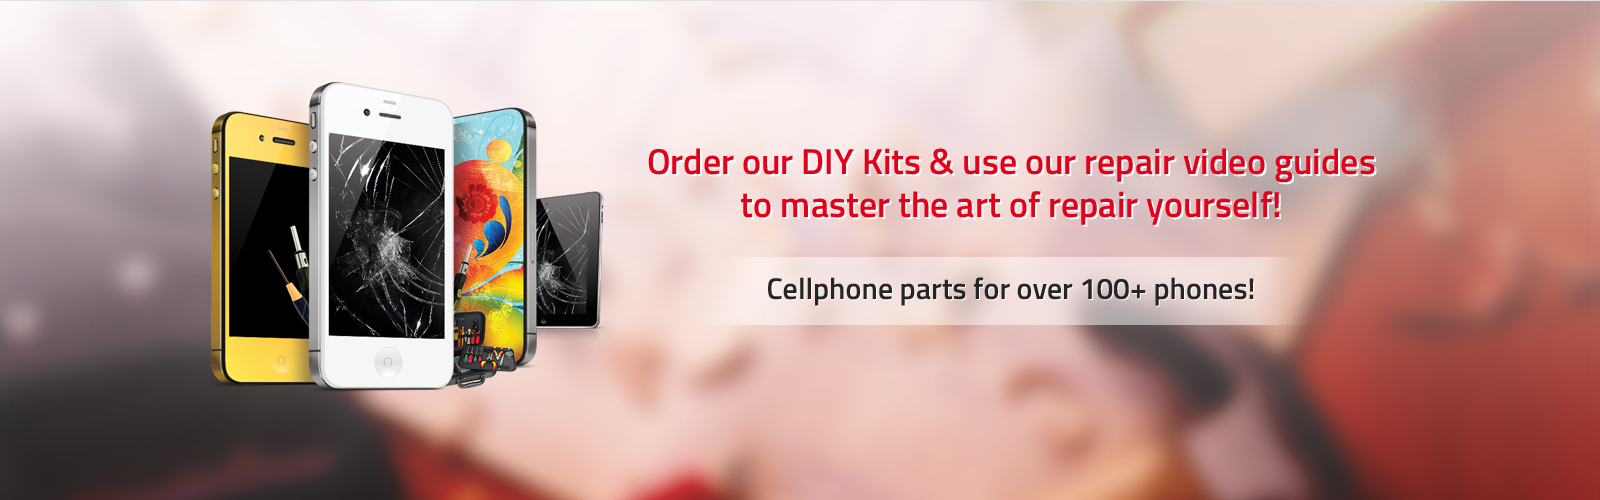 Order our DIY Kits & use our repair video guides
to master the art of repair yourself!
Cellphone parts for over 100+ phones!